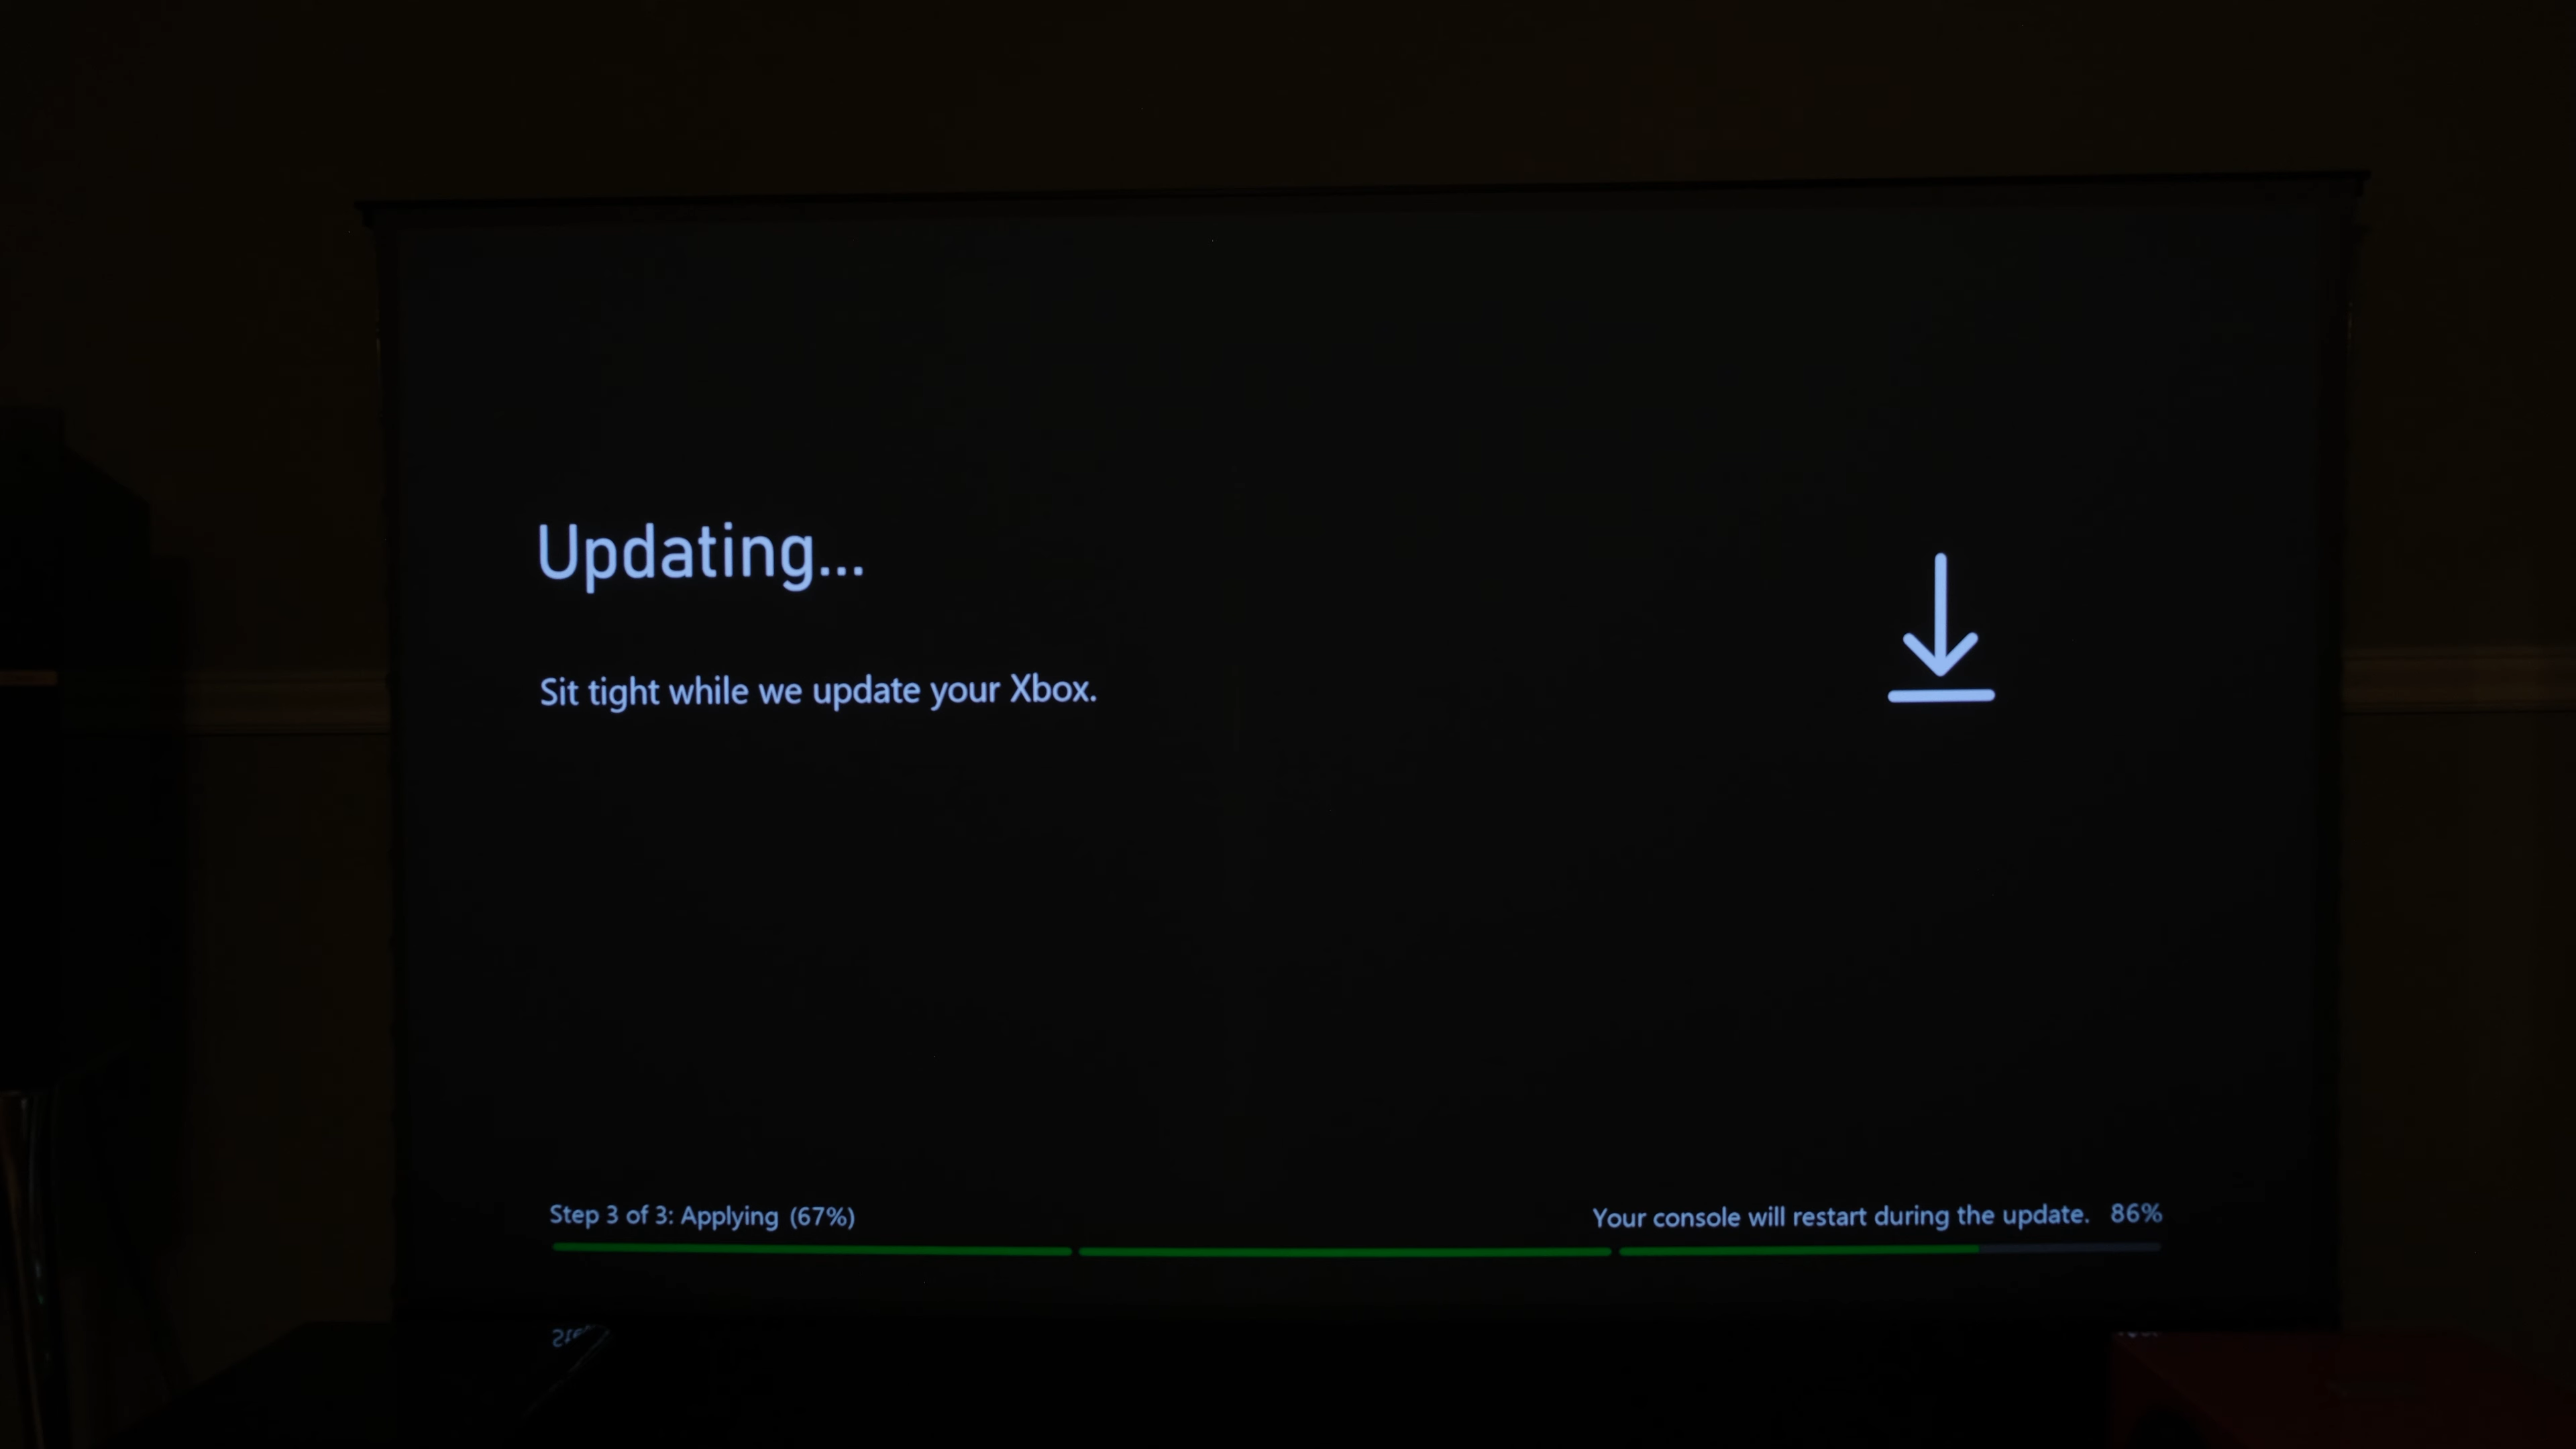 Updating...
Sit tight while we update your Xbox.
Step 3 of 3: Applying (67%)
Your console will restart during the update. 86%